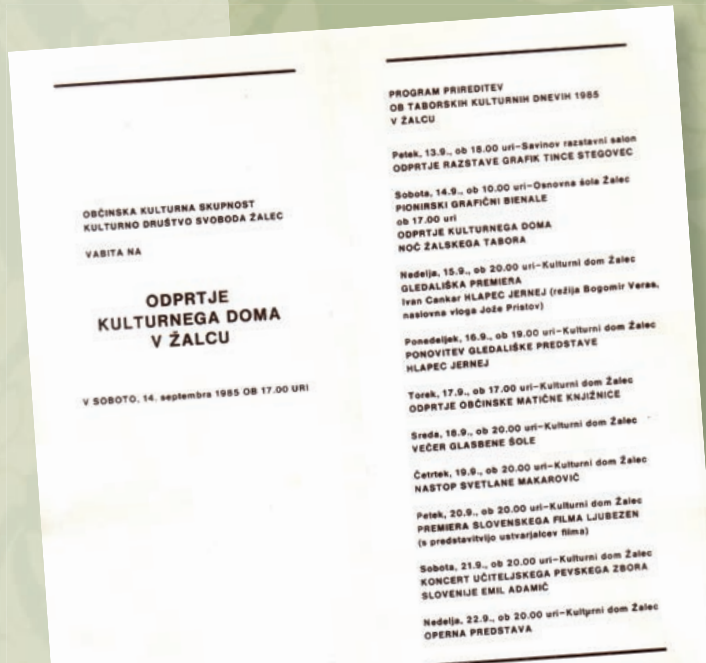 OBČINSKA KULTURNA SKUPNOST
KULTURNO DRUŠTVO SVOBODA ŽALEC
VABITA NA
ODPRTJE
KULTURNEGA DOMA
V ŽALCU
V SOBOTO, 14. septembra 1985 OB 17.00 URI
PROGRAM PRIREDITEV
OB TABORSKIH KULTURNIH DNEVIH 1985
V ŽALCU
Petek, 13.9., ob 18.00 uri–Savinov razstavni salon
ODPRTJE RAZSTAVE GRAFIK TINCE STEGOVEC
Sobota, 14.9., ob 10.00 uri–Osnovna šola Žalec
PIONIRSKI GRAFIČNI BIENALE
ob 17.00 uri
ODPRTJE KULTURNEGA DOMA
NOČ ŽALSKEGA TABORA
Nedelja, 15.9., ob 20.00 uri–Kulturni dom Žalec
GLEDALIŠKA PREMIERA
Ivan Cankar HLAPEC JERNEJ (režija Bogomir Veras,
naslovna vloga Jože Pristov)
Ponedeljek, 16.9., ob 19.00 uri–Kulturni dom Žalec
PONOVITEV GLEDALIŠKE PREDSTAVE
HLAPEC JERNEJ
Torek, 17.9., ob 17.00 uri–Kulturni dom Žalec
ODPRTJE OBČINSKE MATIČNE KNJIŽNICE
Sreda, 18.9., ob 20.00 uri–Kulturni dom Žalec
VEČER GLASBENE ŠOLE
Četrtek, 19.9., ob 20.00 uri–Kulturni dom Žalec
NASTOP SVETLANE MAKAROVIČ
Petek, 20.9., ob 20.00 uri–Kulturni dom Žalec
PREMIERA SLOVENSKEGA FILMA LJUBEZEN
(s predstavitvijo ustvarjalcev filma)
Sobota, 21.9., ob 20.00 uri–Kulturni dom Žalec
KONCERT UČITELJSKEGA PEVSKEGA ZBORA
SLOVENIJE EMIL ADAMIČ
Nedelja, 22.9., ob 20.00 uri–Kulturni dom Žalec
OPERNA PREDSTAVA